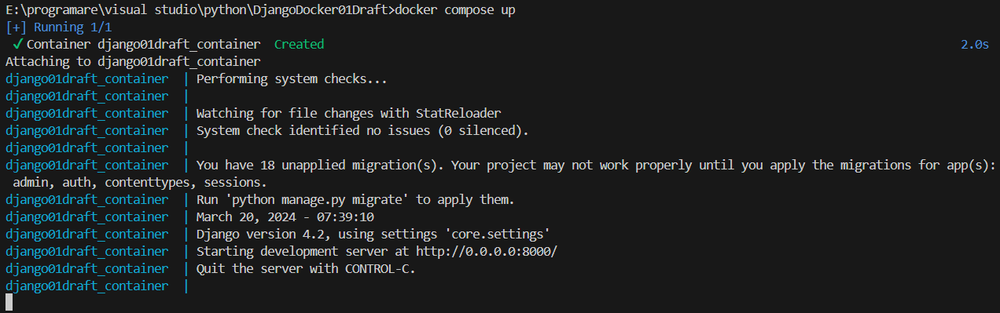 E:\programare\visual studio\python\DjangoDocker01Draft>docker compose up
[+] Running 1/1
✓ Container django01draft_container  Created  2.0s
Attaching to django01draft_container
django01draft_container  | Performing system checks...
django01draft_container  |
django01draft_container  | Watching for file changes with StatReloader
django01draft_container  | System check identified no issues (0 silenced).
django01draft_container  |
django01draft_container  | You have 18 unapplied migration(s). Your project may not work properly until you apply the migrations for app(s):
admin, auth, contenttypes, sessions.
django01draft_container  | Run 'python manage.py migrate' to apply them.
django01draft_container  | March 20, 2024 - 07:39:10
django01draft_container  | Django version 4.2, using settings 'core.settings'
django01draft_container  | Starting development server at http://0.0.0.0:8000/
django01draft_container  | Quit the server with CONTROL-C.
django01draft_container  |